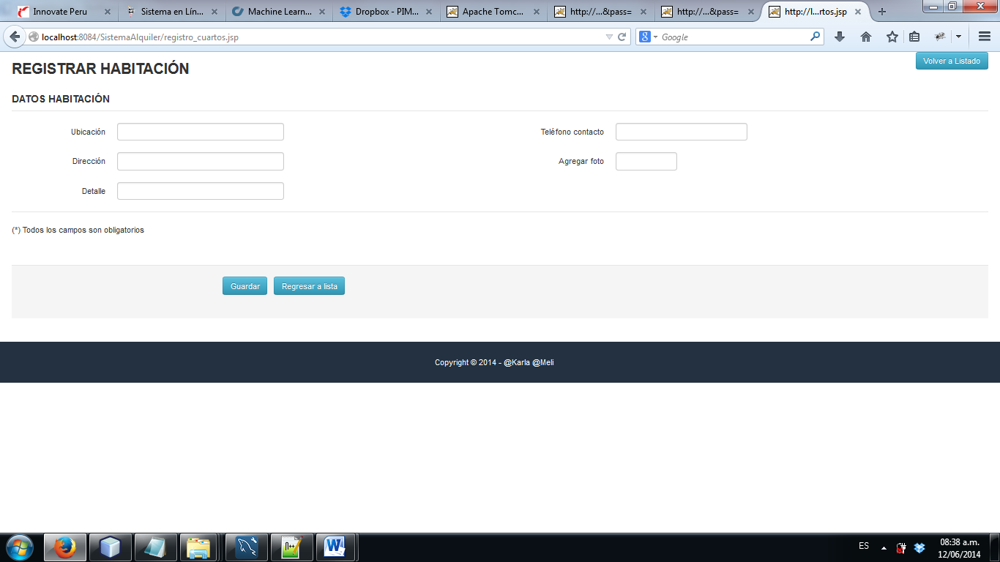 Innovate Peru
Sistema en Lín...
Machine Learn...
Dropbox - PIM...
Apache Tomc...
http://...&pass=
http://...&pass=
http://l...rtos.jsp
localhost:8084/SistemaAlquiler/registro_cuartos.jsp
Google
REGISTRAR HABITACIÓN
Volver a Listado
DATOS HABITACIÓN
Ubicación
Teléfono contacto
Dirección
Agregar foto
Detalle
(*) Todos los campos son obligatorios
Guardar
Regresar a lista
Copyright © 2014 - @Karla @Meli
ES
08:38 a.m.
12/06/2014